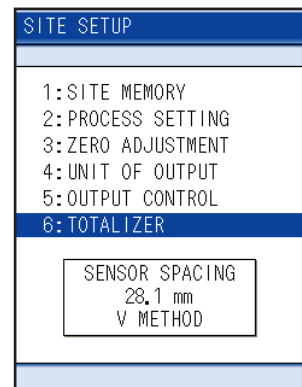 SITE SETUP
1:SITE MEMORY
2:PROCESS SETTING
3:ZERO ADJUSTMENT
4:UNIT OF OUTPUT
5:OUTPUT CONTROL
6:TOTALIZER
SENSOR SPACING
28.1 mm
V METHOD